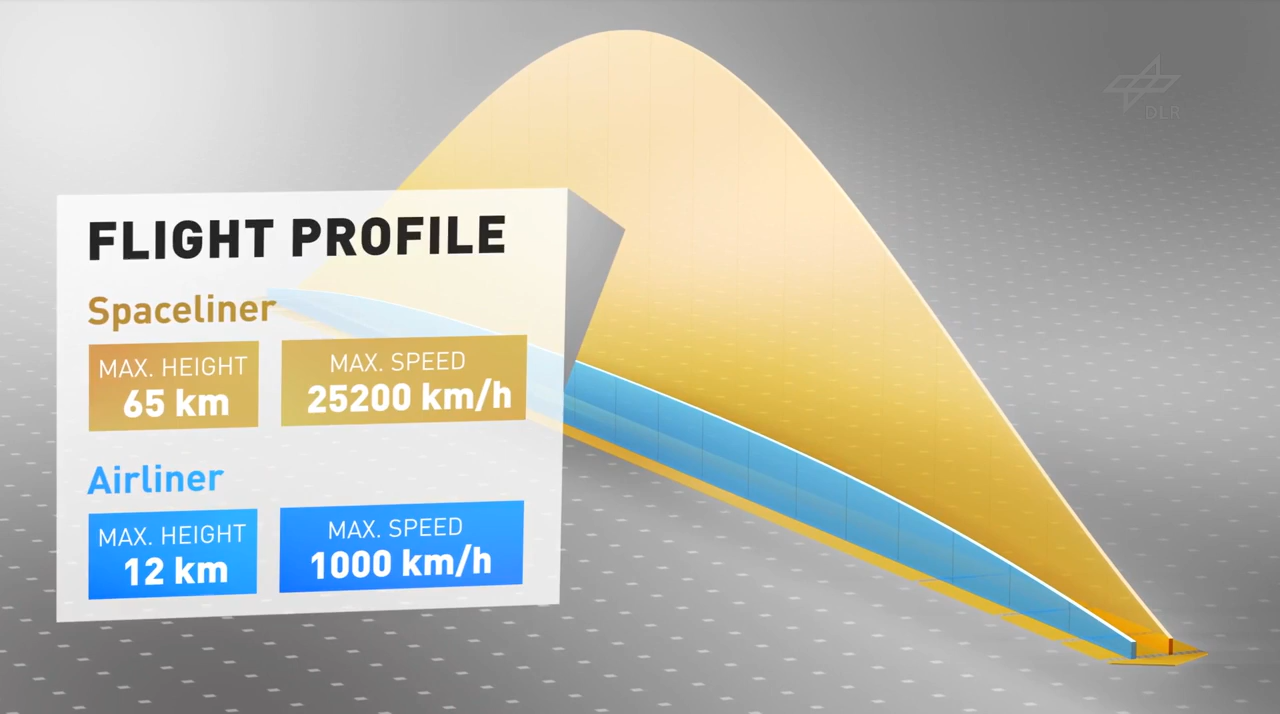 DLR
FLIGHT PROFILE
Spaceliner
MAX. HEIGHT
65 km
MAX. SPEED
25200 km/h
Airliner
MAX. HEIGHT
12 km
MAX. SPEED
1000 km/h